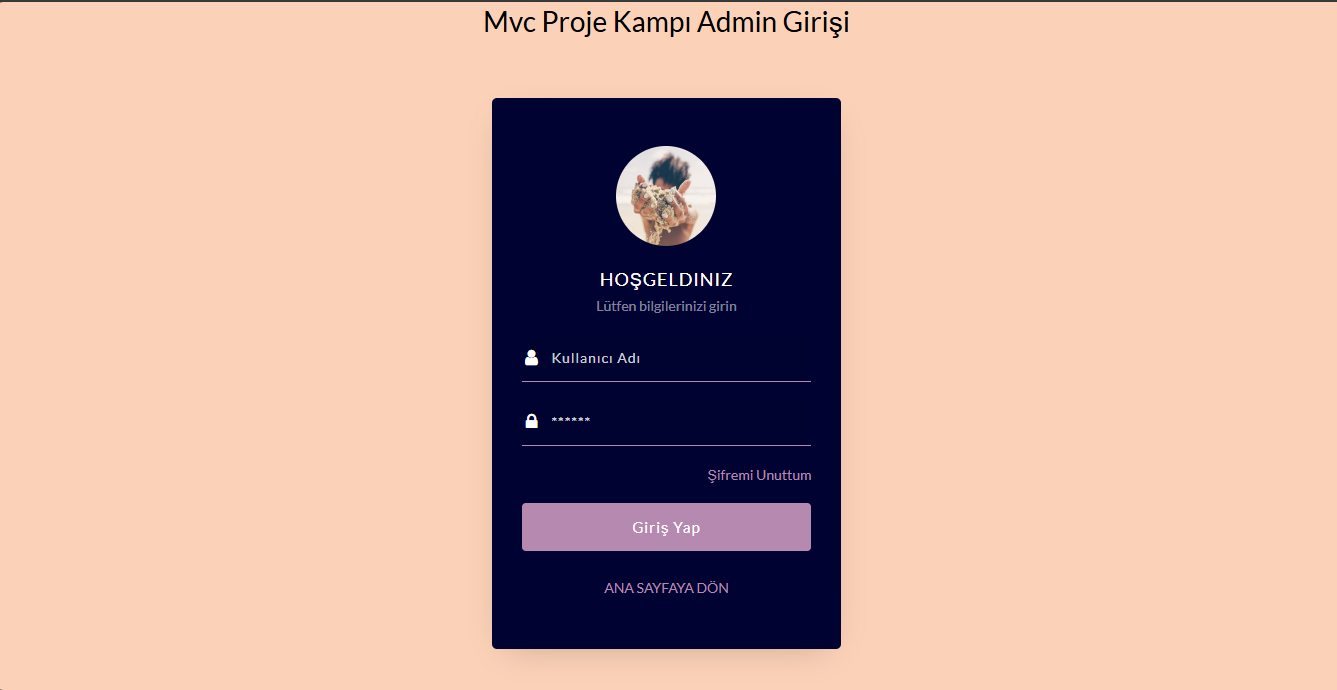 Mvc Proje Kampı Admin Girişi
HOŞGELDINIZ
Lütfen bilgilerinizi girin
Kullanıcı Adı
******
Şifremi Unuttum
Giriş Yap
ANA SAYFAYA DÖN